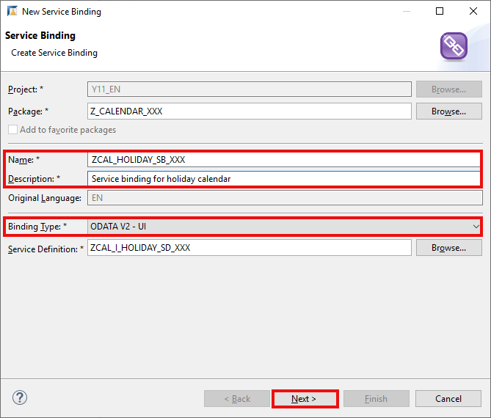 New Service Binding
Service Binding
Create Service Binding
Project: * Y11_EN Browse...
Package: * Z_CALENDAR_XXX Browse...
Add to favorite packages
Name: * ZCAL_HOLIDAY_SB_XXX
Description: * Service binding for holiday calendar
Original Language: EN
Binding Type: * ODATA V2 - UI
Service Definition: * ZCAL_I_HOLIDAY_SD_XXX Browse...
? < Back Next > Finish Cancel